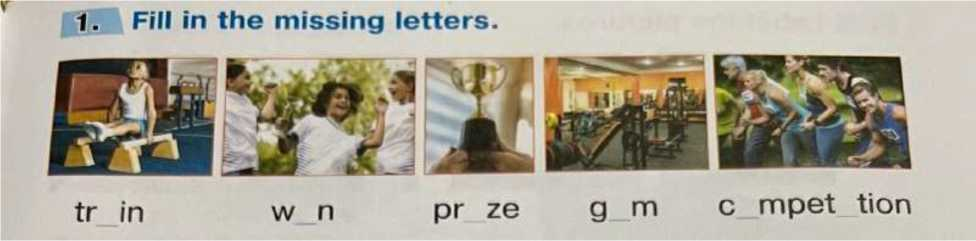 1. Fill in the missing letters.
tr_in w_n pr_ze g_m c_mpet_tion